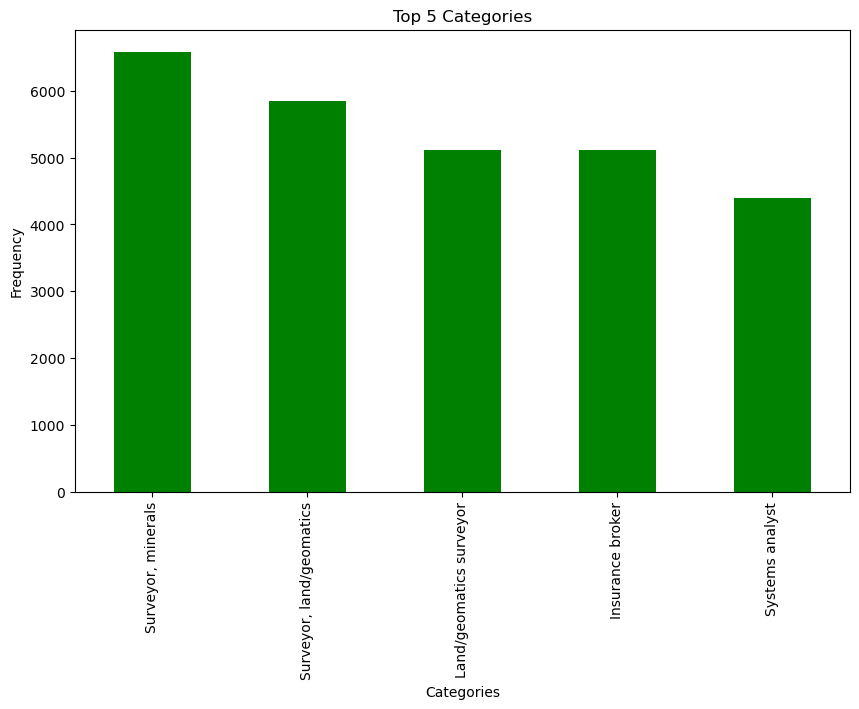 Top 5 Categories
6000
5000
4000
3000
2000
1000
0
Frequency
Surveyor, minerals
Surveyor, land/geomatics
Land/geomatics surveyor
Insurance broker
Systems analyst
Categories